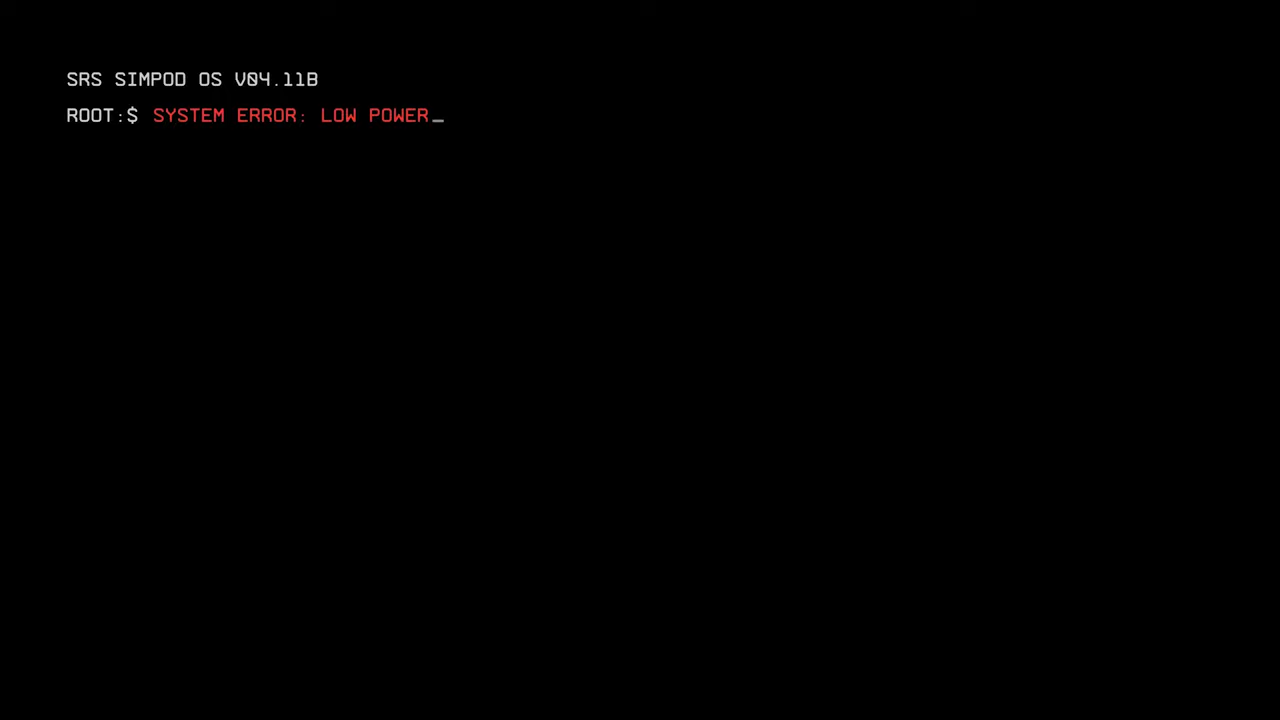 SRS SIMPOD OS V04.11B
ROOT:$ SYSTEM ERROR: LOW POWER_